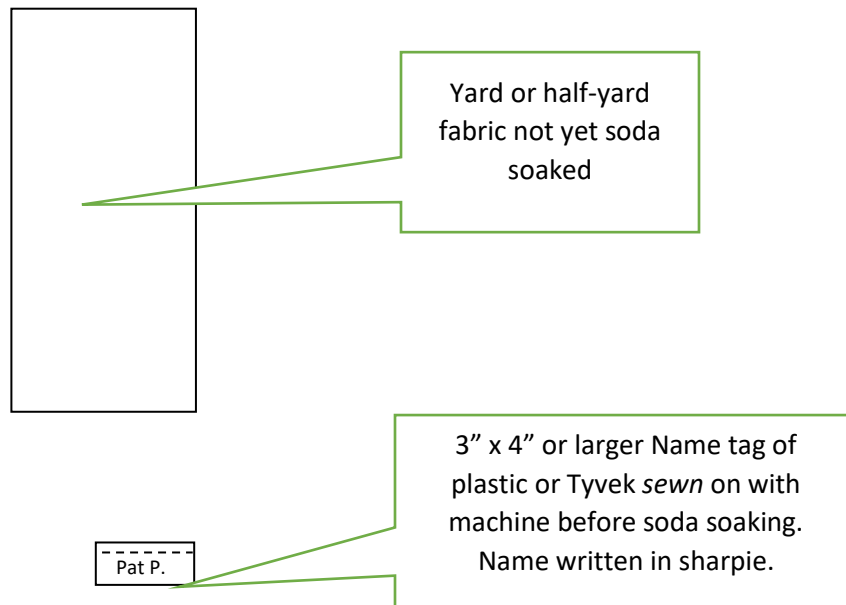 Yard or half-yard
fabric not yet soda
soaked
3” x 4” or larger Name tag of
plastic or Tyvek sewn on with
machine before soda soaking.
Name written in sharpie.
Pat P.